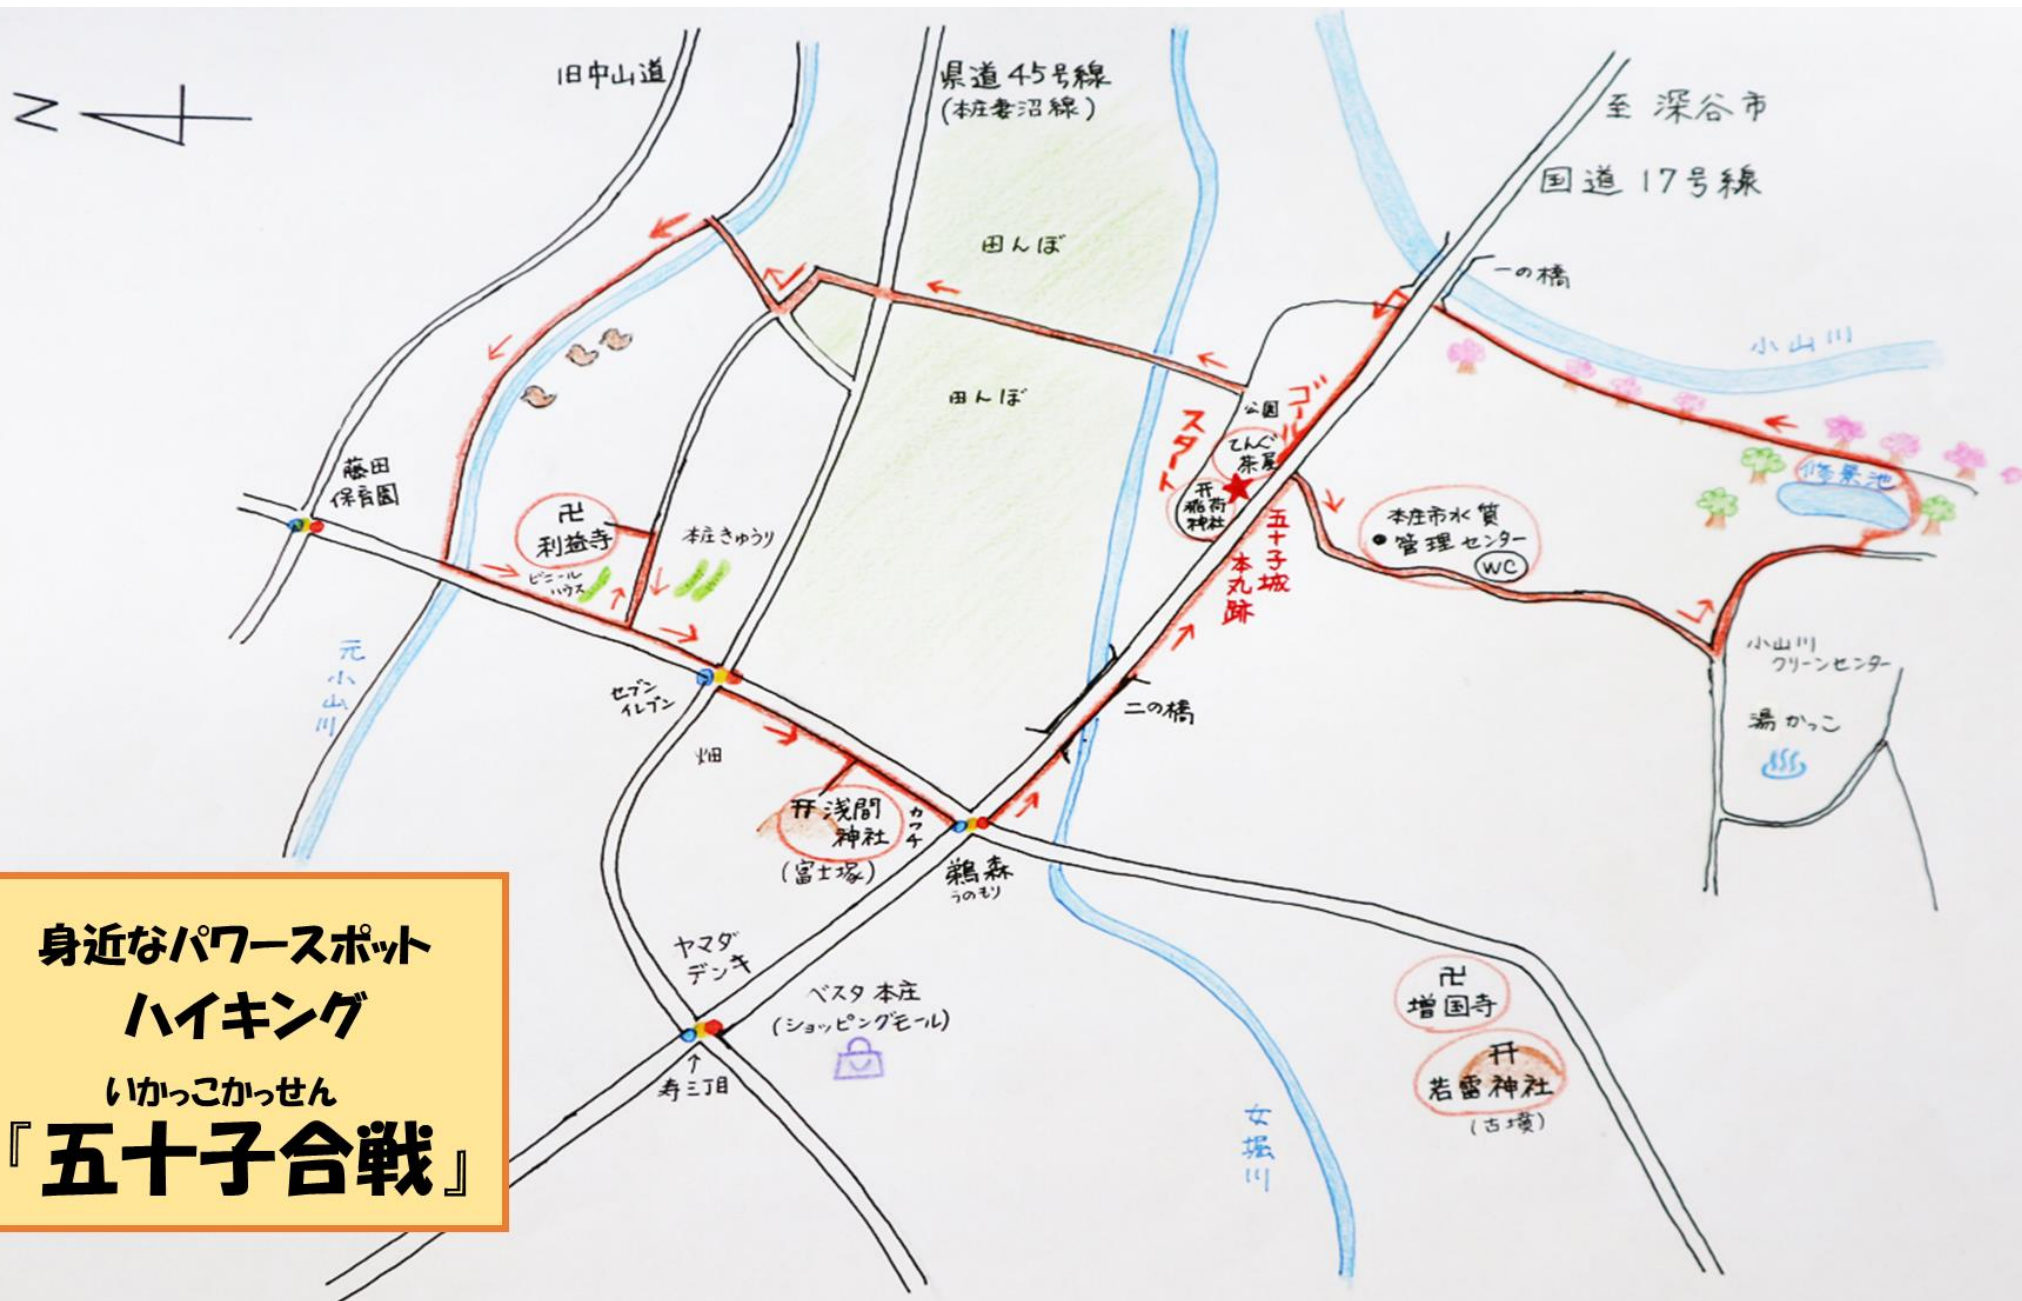 N
旧中山道
県道45号線
(本庄妻沼線)
至 深谷市
国道17号線
田んぼ
一の橋
小山川
田んぼ
公園
ゴール
スタート
てんぐ
茶屋
开
稲荷
神社
五十子城
本丸跡
藤田
保育園
卍
利益寺
本庄きゅうり
ビニール
ハウス
本庄市水質
管理センター
WC
修景池
元小山川
セブン
イレブン
畑
二の橋
小山川
クリーンセンター
湯かっこ
开 浅間
神社
(富士塚)
カワチ
鵜森
うのもり
ヤマダ
デンキ
ベスタ本庄
(ショッピングモール)
↑
寿三丁目
卍
増国寺
开
若雷神社
(古墳)
女堀川
身近なパワースポット
ハイキング
いかっこかっせん
『五十子合戦』